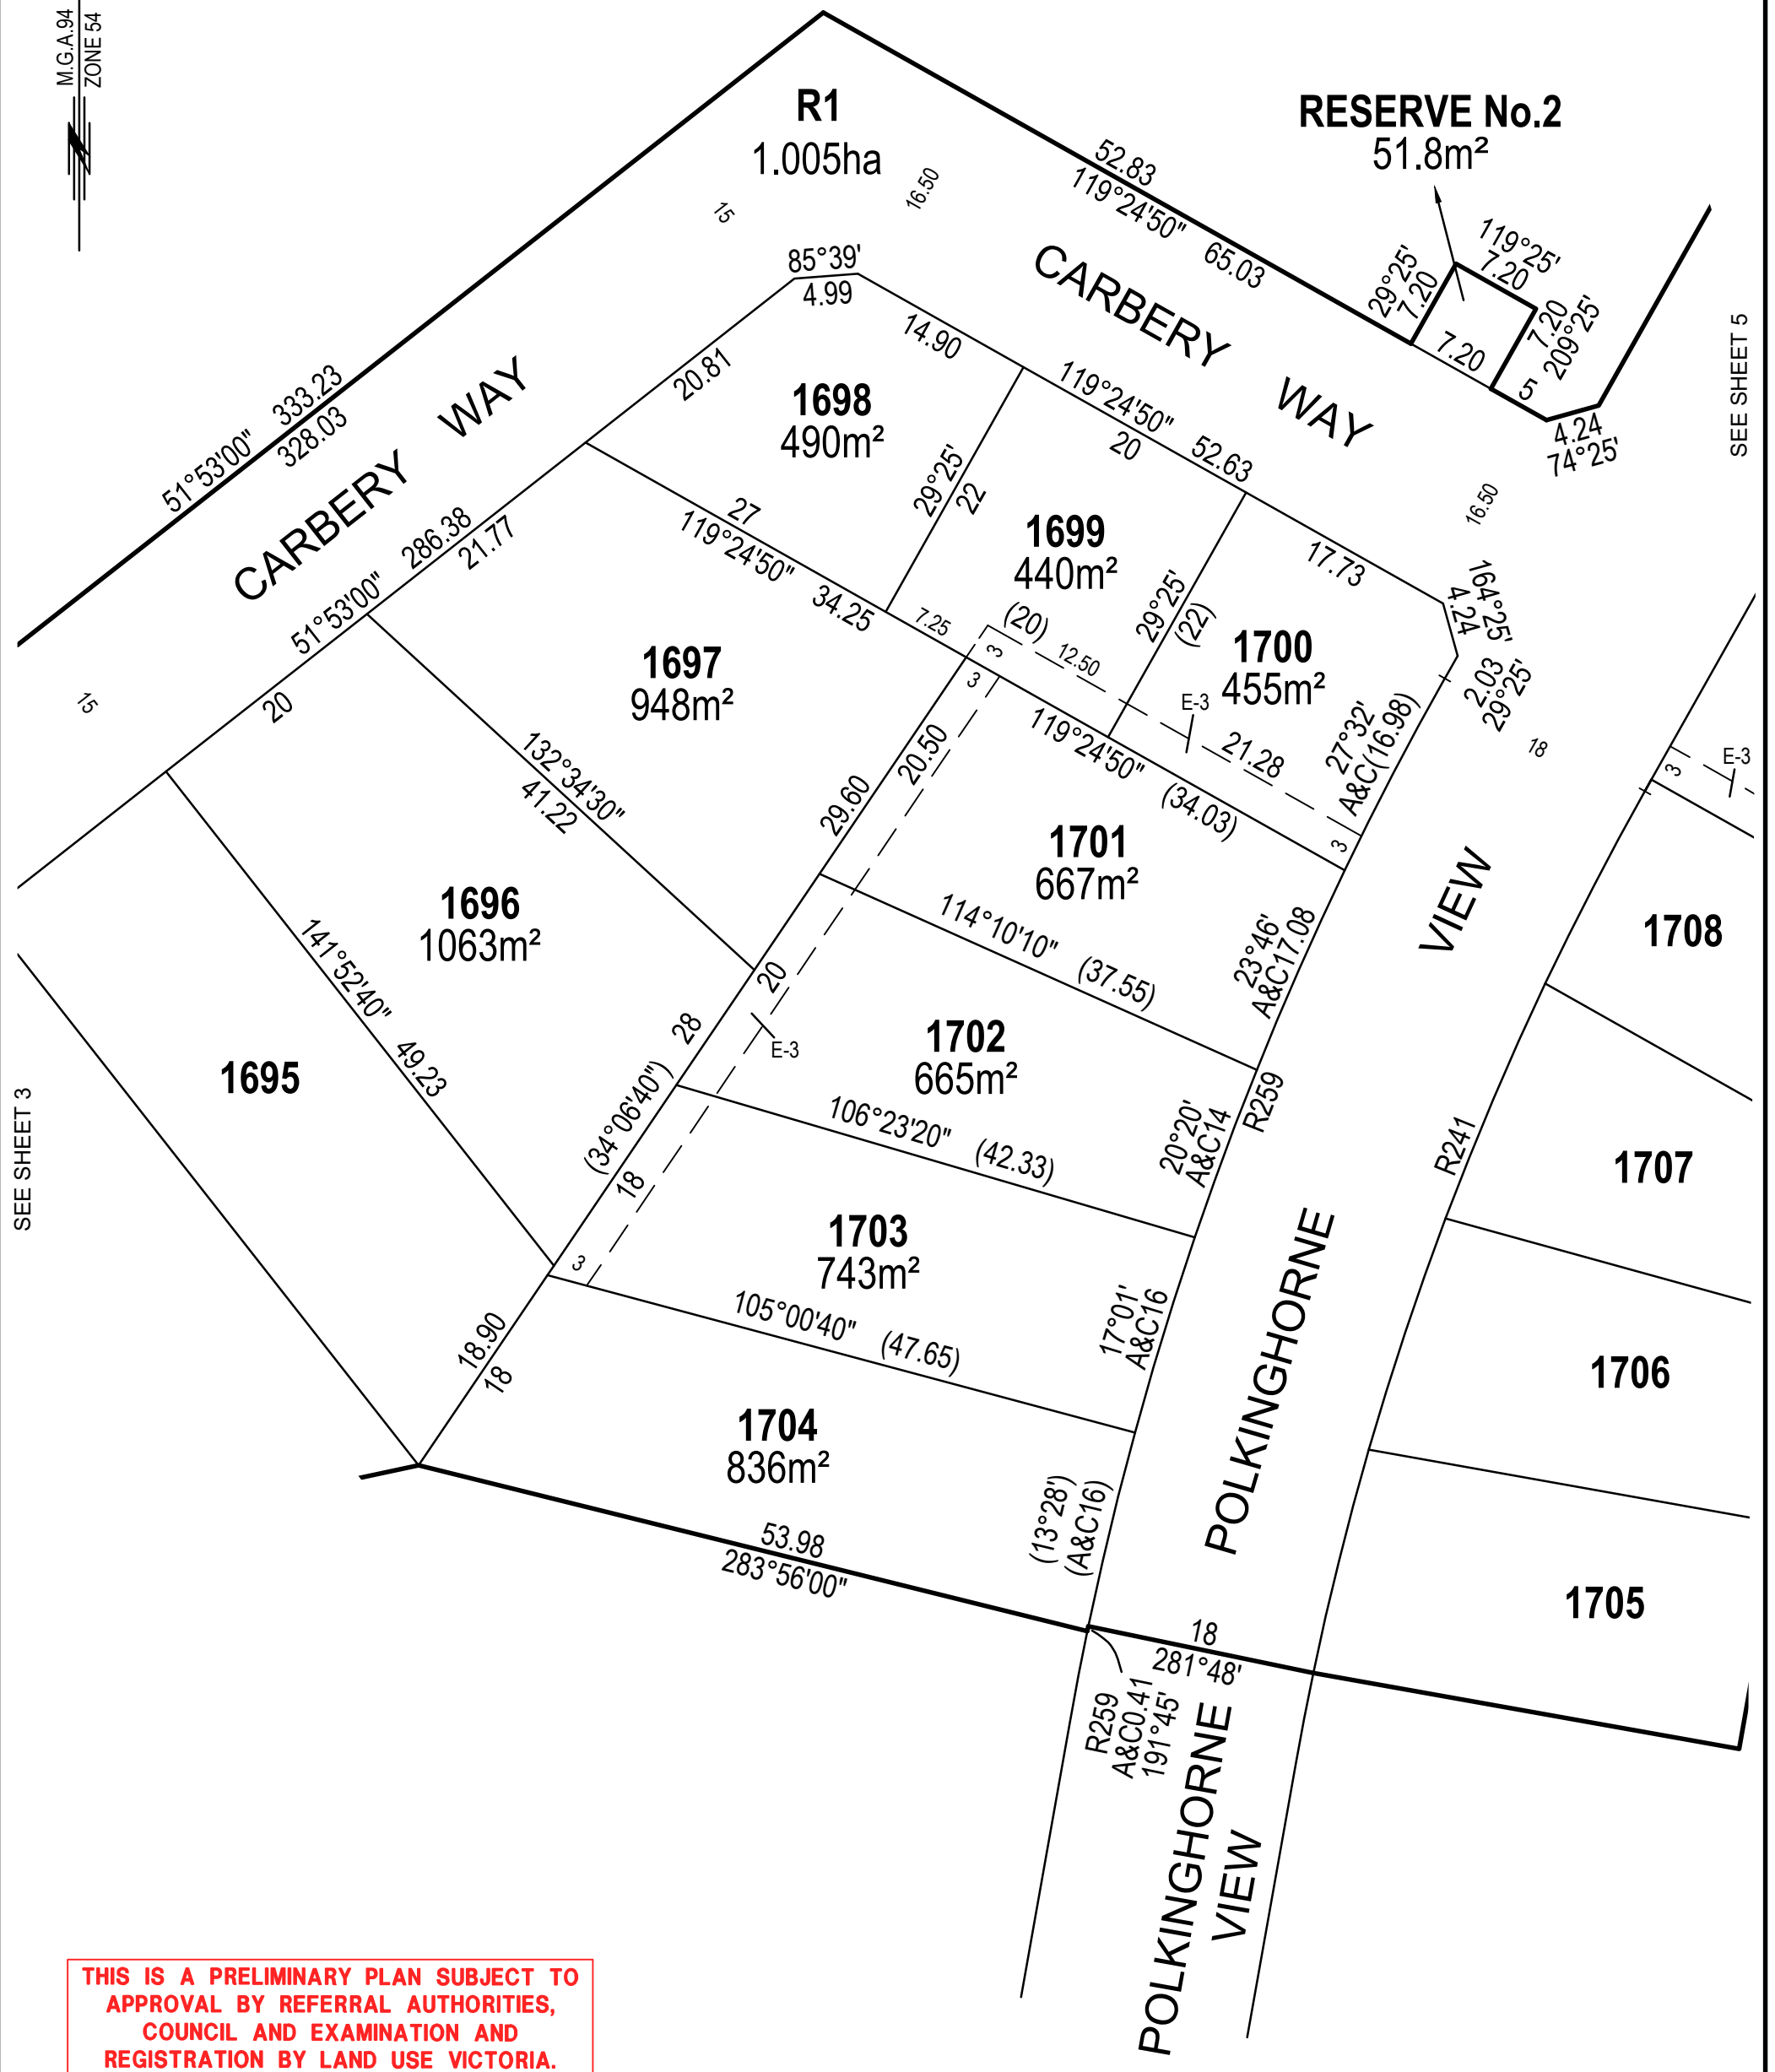 M.G.A.94
ZONE 54
R1
1.005ha
RESERVE No.2
51.8m²
52.83
119°24'50" 65.03
16.50
15
85°39'
4.99
29°25'
7.20
119°25'
7.20
7.20
209°25'
7.20
5
4.24
74°25'
SEE SHEET 5
CARBERY WAY
14.90
119°24'50" 52.63
20
17.73
16.50
51°53'00" 333.23
328.03
CARBERY WAY
20.81
1698
490m²
29°25'
22
51°53'00" 286.38
21.77
20
15
27
119°24'50" 34.25
1699
440m²
(20)
7.25
3
12.50
29°25'
(22)
1700
455m²
164°25'
4.24
2.03
29°25'
18
E-3
21.28
27°32'
A&C(16.98)
3
E-3
3
1697
948m²
132°34'30"
41.22
3
20.50
29.60
119°24'50" (34.03)
1701
667m²
114°10'10" (37.55)
23°46'
A&C17.08
VIEW
1708
1696
1063m²
141°52'40" 49.23
20
28
E-3
1702
665m²
106°23'20" (42.33)
20°20'
A&C14
R259
R241
1707
1695
SEE SHEET 3
(34°06'40")
18
3
1703
743m²
105°00'40" (47.65)
17°01'
A&C16
POLKINGHORNE
1706
18.90
18
1704
836m²
(13°28')
(A&C16)
53.98
283°56'00"
1705
18
281°48'
R259
A&C0.41
191°45'
POLKINGHORNE
VIEW
THIS IS A PRELIMINARY PLAN SUBJECT TO
APPROVAL BY REFERRAL AUTHORITIES,
COUNCIL AND EXAMINATION AND
REGISTRATION BY LAND USE VICTORIA.